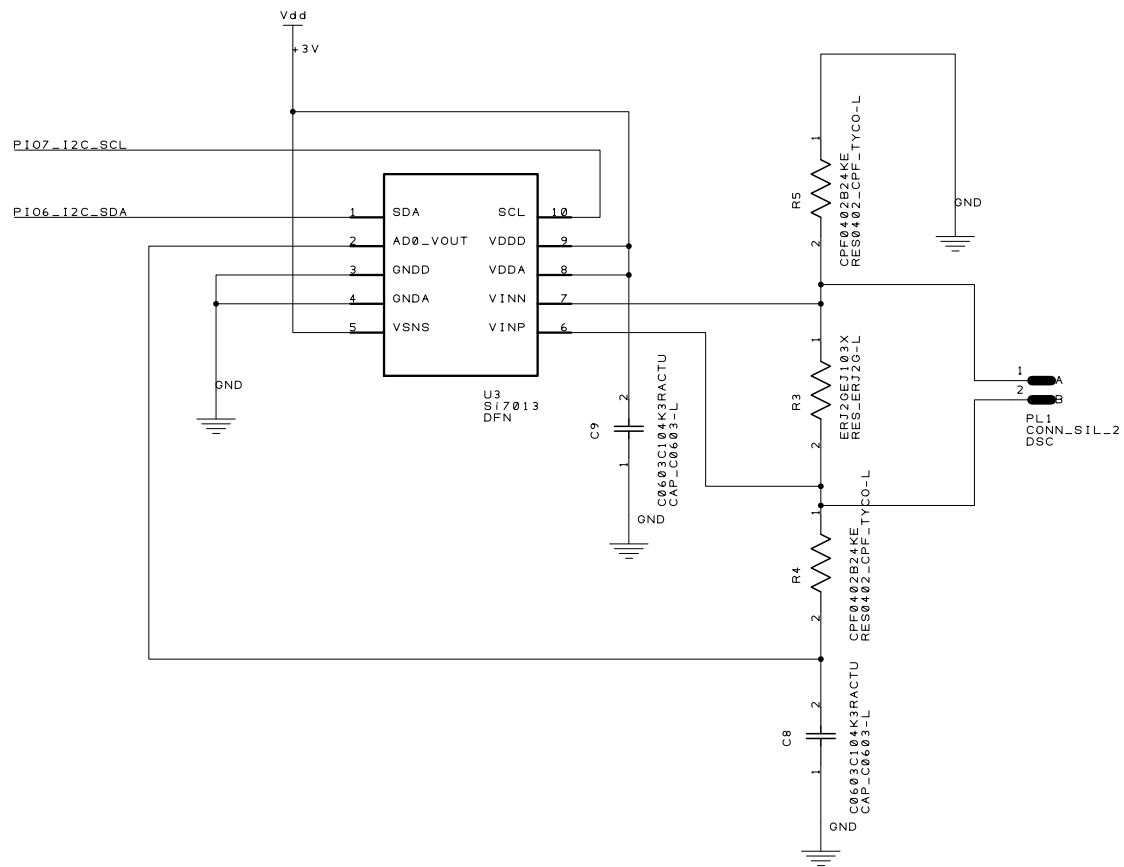 Vdd
+3V
PIO7_I2C_SCL
PIO6_I2C_SDA
1 SDA SCL 10
2 AD0_VOUT VDDD 9
3 GNDD VDDA 8
4 GNDA VINN 7
5 VSNS VINP 6
GND
U3
Si7013
DFN
C9
2
1
C0603C104K3RACTU
CAP_C0603-L
GND
R5
1
2
CPF0402B24KE
RES0402_CPF_TYCO-L
GND
R3
1
2
ERJ2GEJ103X
RES_ERJ2G-L
1 A
2 B
PL1
CONN_SIL_2
DSC
R4
1
2
CPF0402B24KE
RES0402_CPF_TYCO-L
C8
2
1
C0603C104K3RACTU
CAP_C0603-L
GND